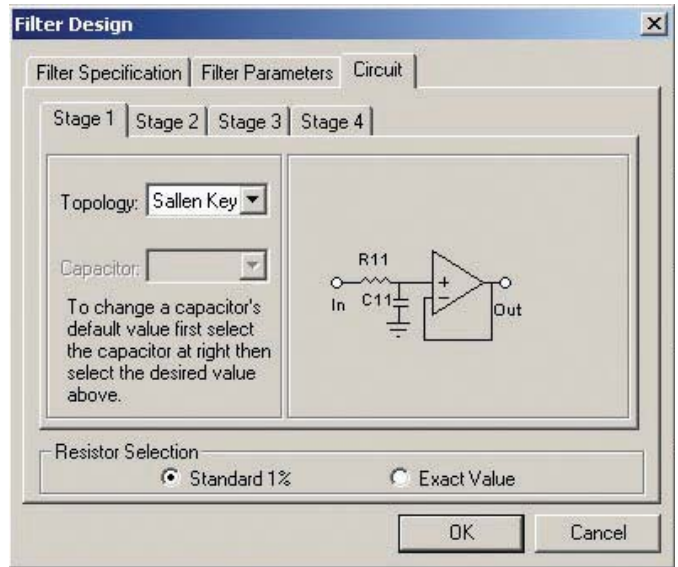 Filter Design
Filter Specification
Filter Parameters
Circuit
Stage 1
Stage 2
Stage 3
Stage 4
Topology: Sallen Key
Capacitor:
To change a capacitor's
default value first select
the capacitor at right then
select the desired value
above.
R11
In
C11
+
−
Out
Resistor Selection
Standard 1%
Exact Value
OK
Cancel